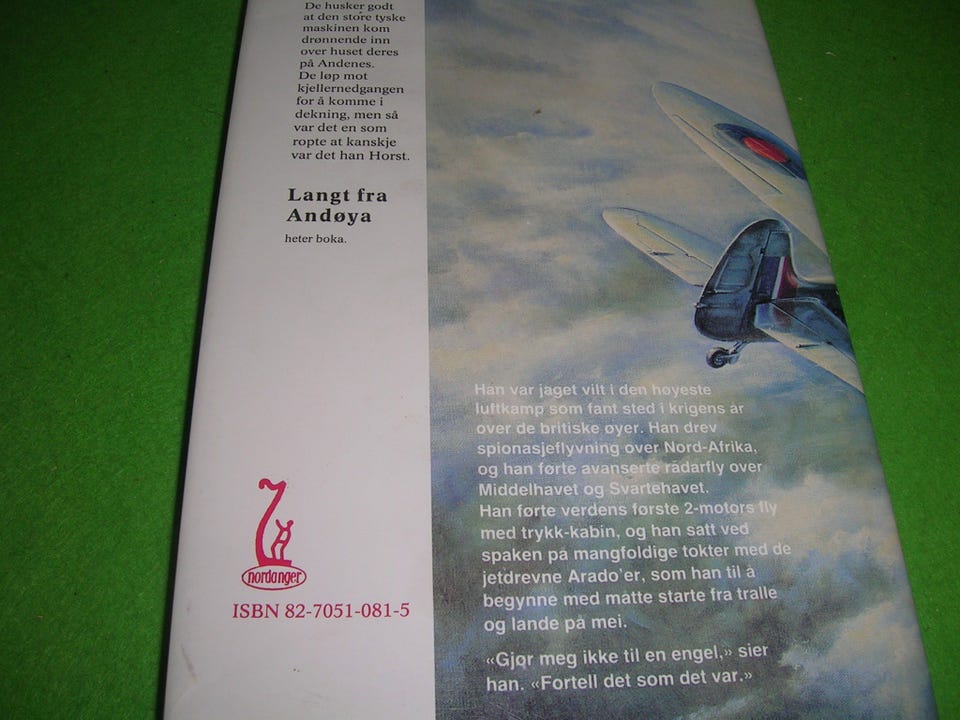 De husker godt
at den store tyske
maskinen kom
drønnende inn
over huset deres
på Andenes.
De løp mot
kjellernedgangen
for å komme i
dekning, men så
var det en som
ropte at kanskje
var det han Horst.
Langt fra
Andøya
heter boka.
nordanger
ISBN 82-7051-081-5
Han var jaget vilt i den høyeste
luftkamp som fant sted i krigens år
over de britiske øyer. Han drev
spionasjeflyvning over Nord-Afrika,
og han førte avanserte radarfly over
Middelhavet og Svartehavet.
Han førte verdens første 2-motors fly
med trykk-kabin, og han satt ved
spaken på mangfoldige tokter med de
jetdrevne Arado'er, som han til å
begynne med måtte starte fra tralle
og lande på mei.
«Gjør meg ikke til en engel,» sier
han. «Fortell det som det var.»